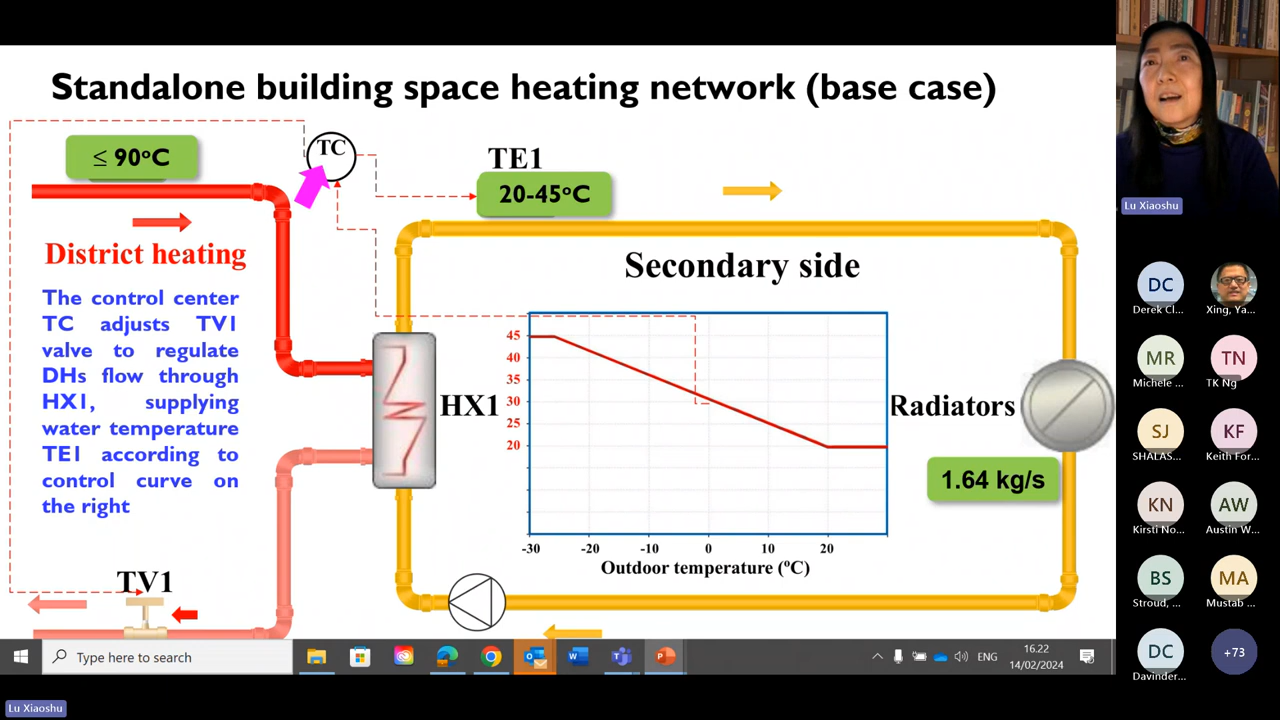 Standalone building space heating network (base case)
≤ 90°C
TC
TE1
20-45°C
District heating
Secondary side
The control center
TC adjusts TV1
valve to regulate
DHs flow through
HX1, supplying
water temperature
TE1 according to
control curve on
the right
HX1
45
40
35
30
25
20
-30 -20 -10 0 10 20
Outdoor temperature (°C)
Radiators
1.64 kg/s
TV1
Type here to search
ENG
16.22
14/02/2024
Lu Xiaoshu
Lu Xiaoshu
DC
Derek Cl...
Xing, Ya...
MR
Michele ...
TN
TK Ng
SJ
SHALAS...
KF
Keith For...
KN
Kirsti No...
AW
Austin W...
BS
Stroud, ...
MA
Mustab ...
DC
Davinder...
+73